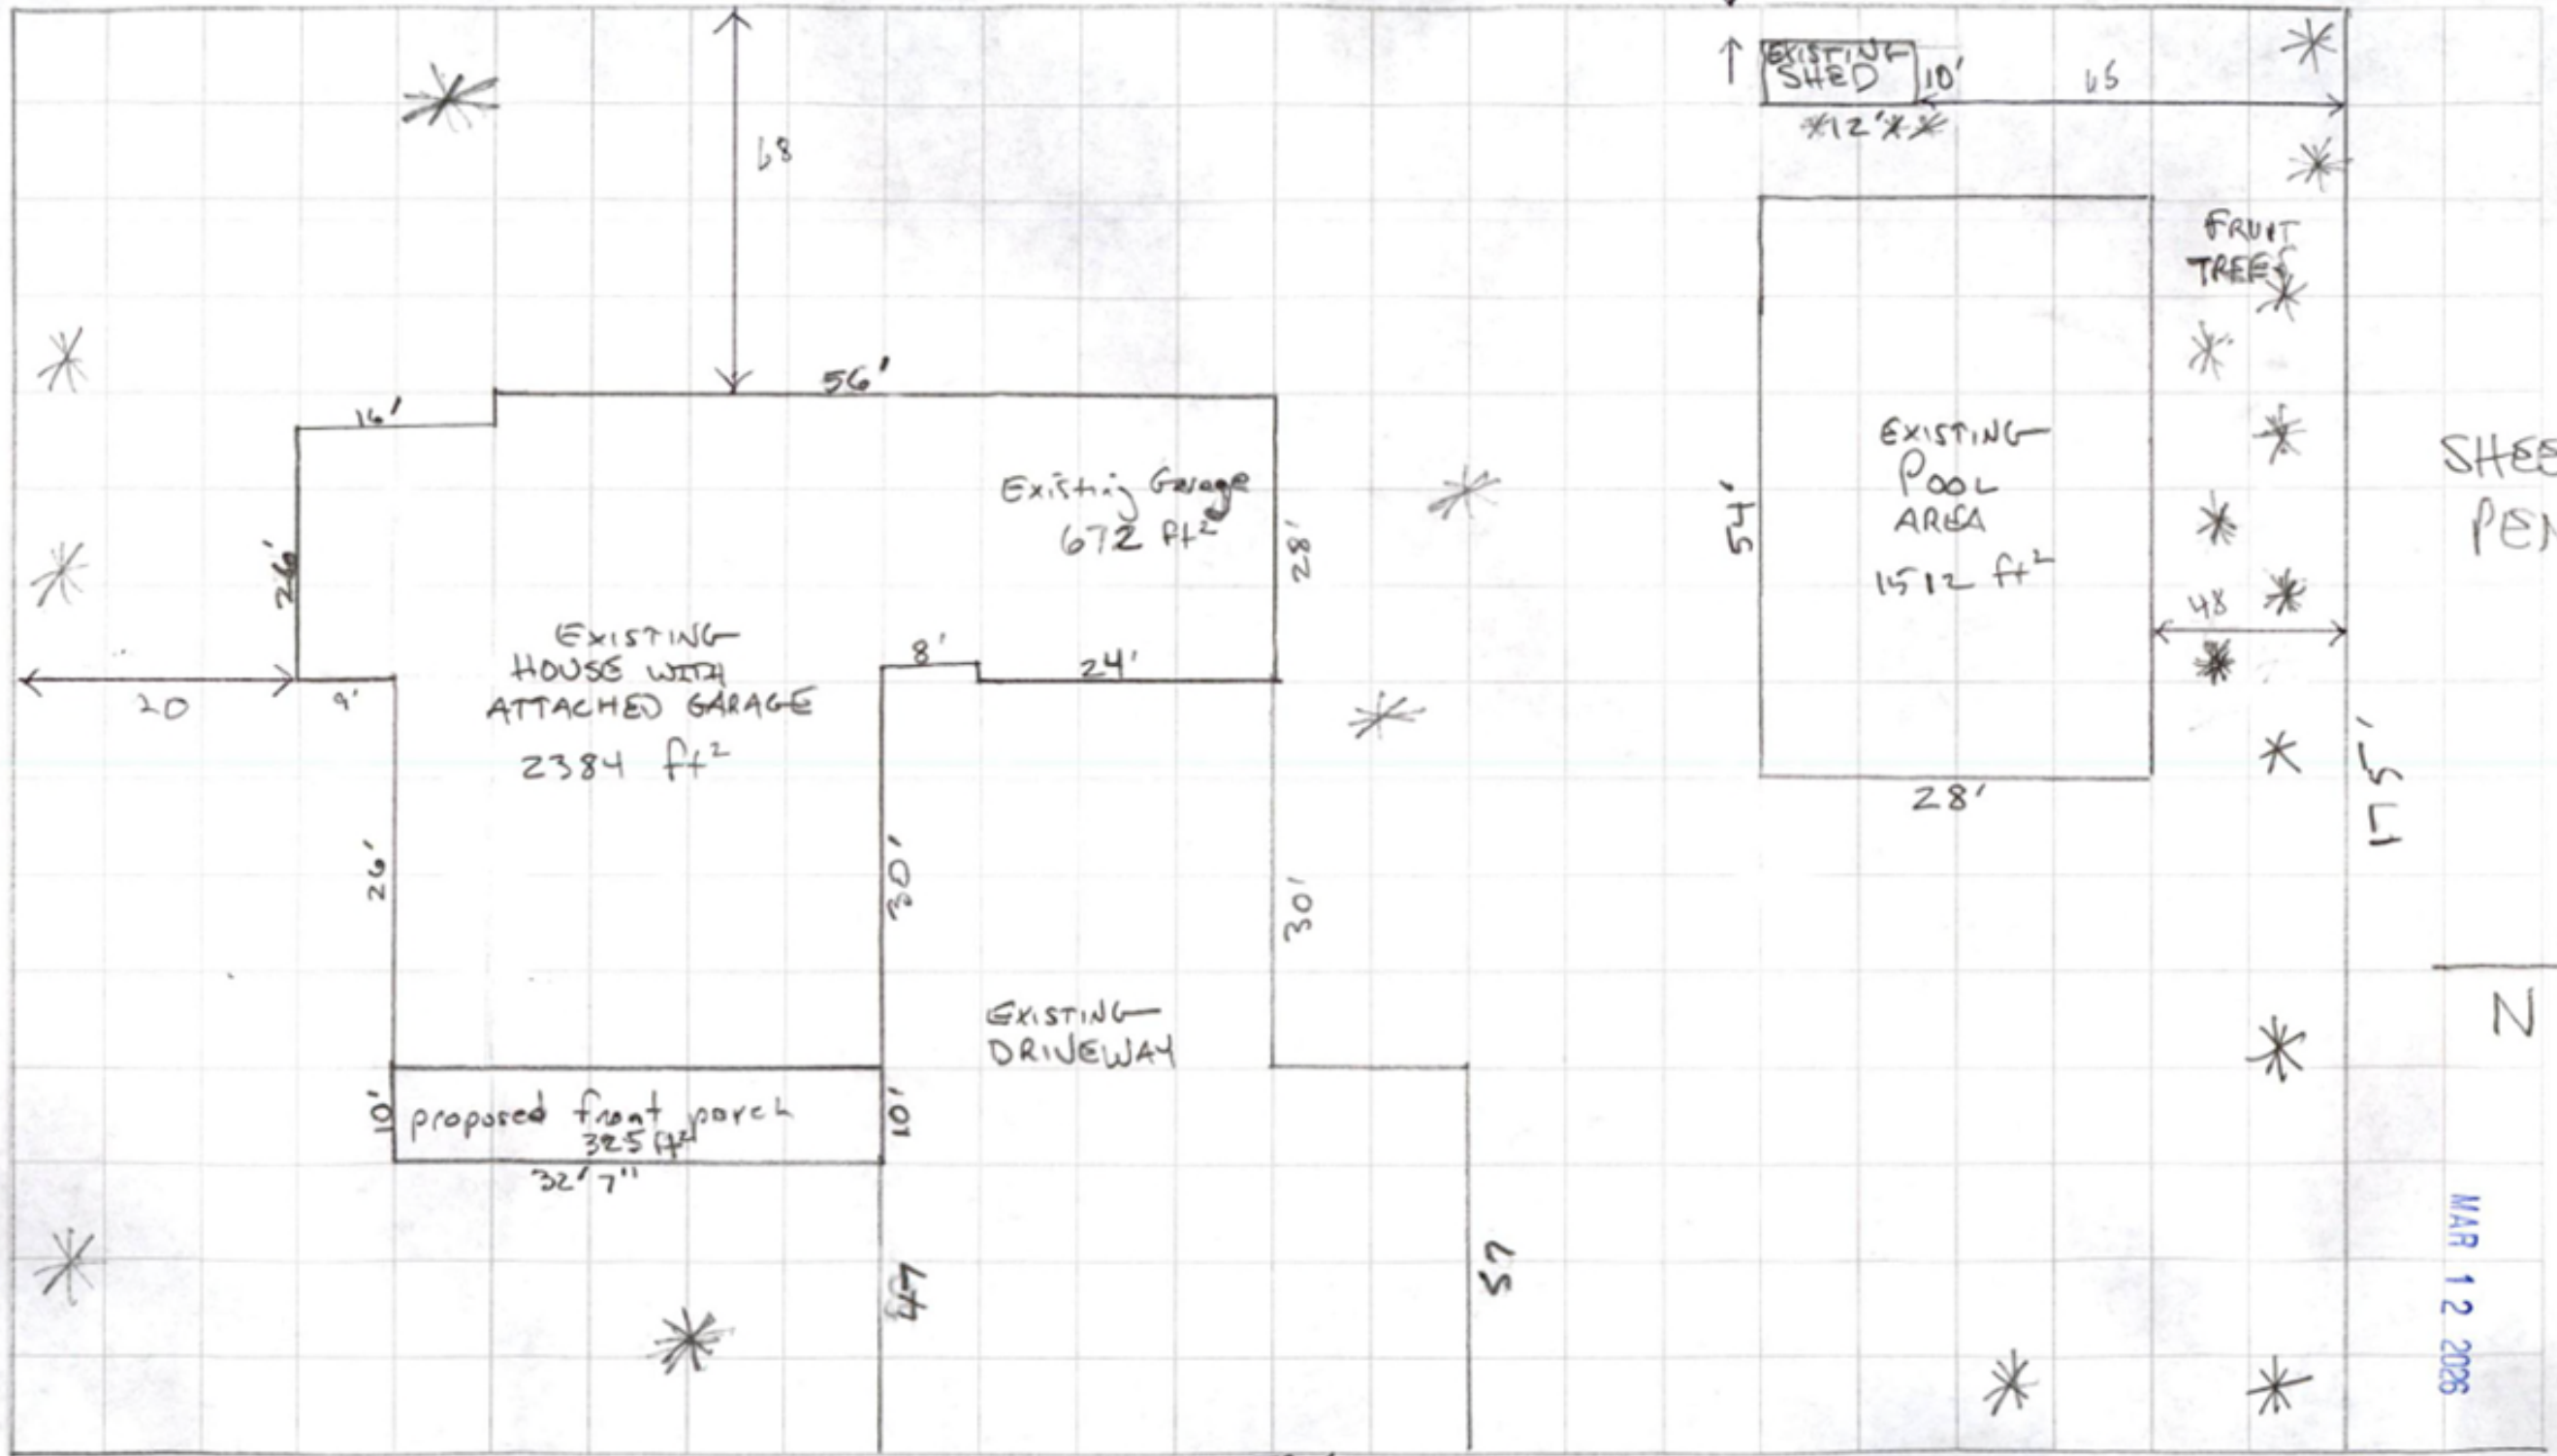 EXISTING
SHED
10'
65
*12'**
68
FRUIT
TREES
56'
16'
Existing Garage
672 ft²
28'
26'
EXISTING
POOL
AREA
1512 ft²
54'
48
28'
SHEE
PEN
EXISTING
HOUSE WITH
ATTACHED GARAGE
2384 ft²
8'
24'
20
9'
175'
26'
30'
30'
EXISTING
DRIVEWAY
N
10'
proposed front porch
325 ft²
10'
32'7"
47
57
MAR 12 2026